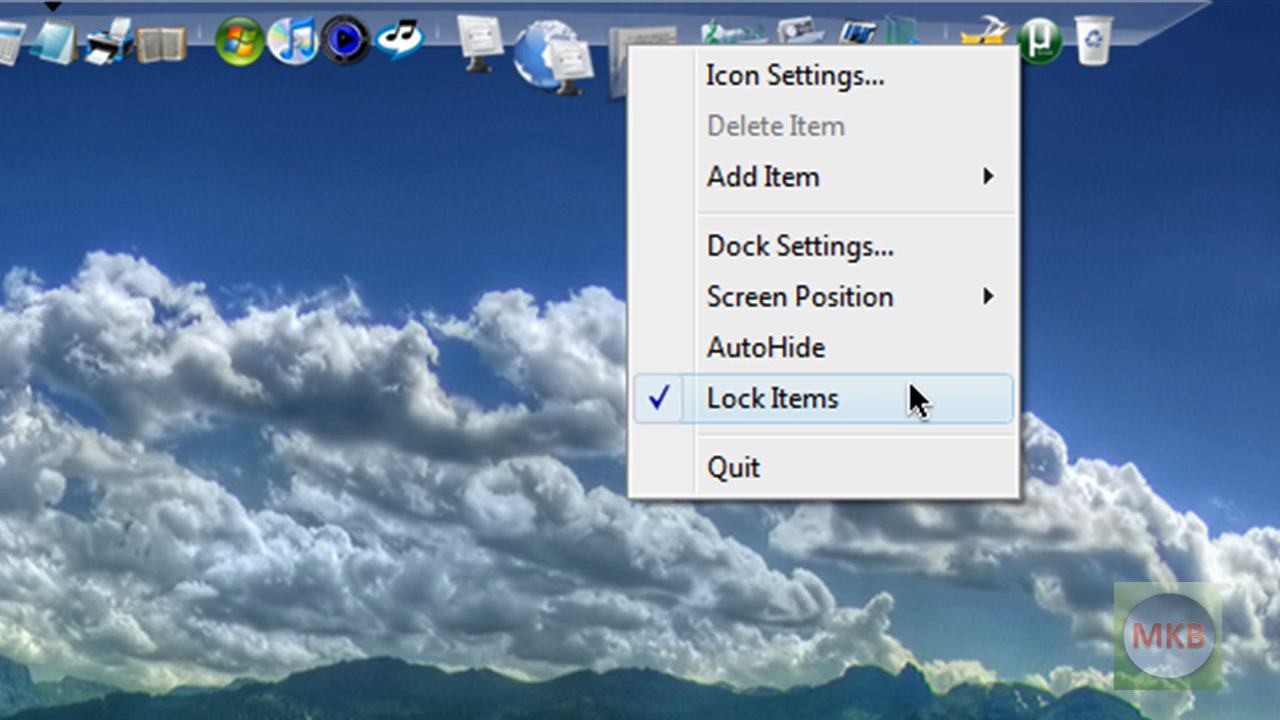 Icon Settings...
Delete Item
Add Item
Dock Settings...
Screen Position
AutoHide
Lock Items
Quit
µ
MKB